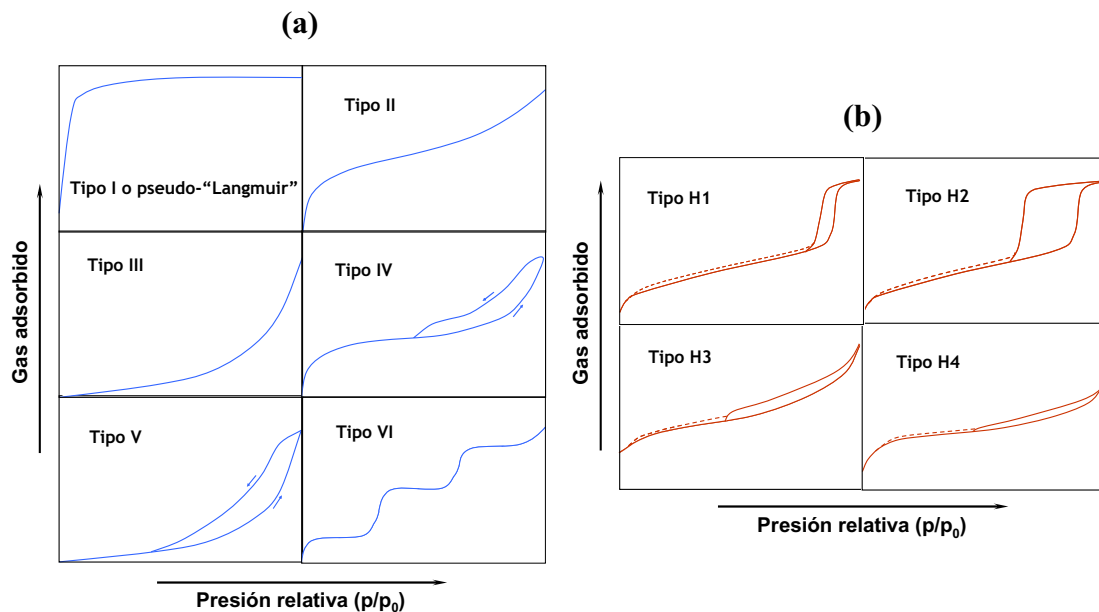 (a)
Tipo I o pseudo-“Langmuir”
Tipo II
Tipo III
Tipo IV
Tipo V
Tipo VI
Gas adsorbido
Presión relativa (p/p₀)
(b)
Tipo H1
Tipo H2
Tipo H3
Tipo H4
Gas adsorbido
Presión relativa (p/p₀)